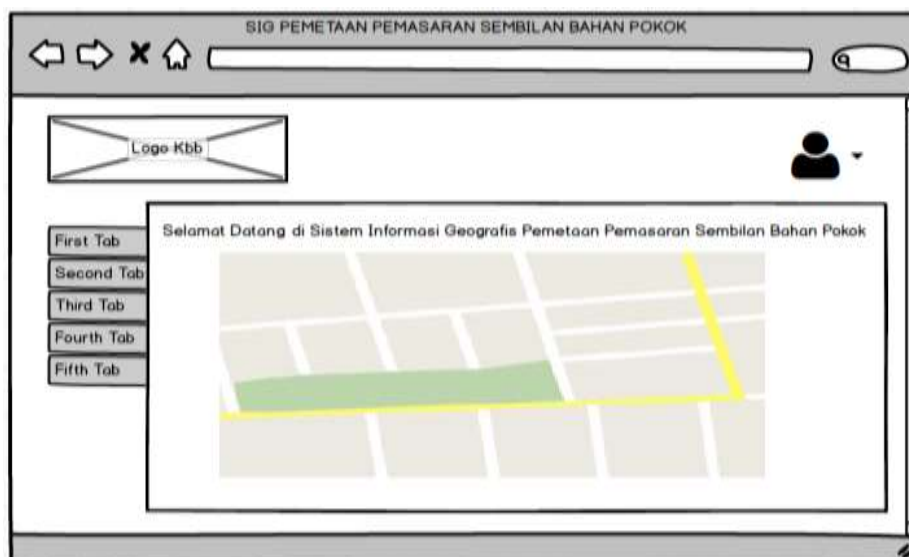 SIG PEMETAAN PEMASARAN SEMBILAN BAHAN POKOK
Logo Kbb
Selamat Datang di Sistem Informasi Geografis Pemetaan Pemasaran Sembilan Bahan Pokok
First Tab
Second Tab
Third Tab
Fourth Tab
Fifth Tab